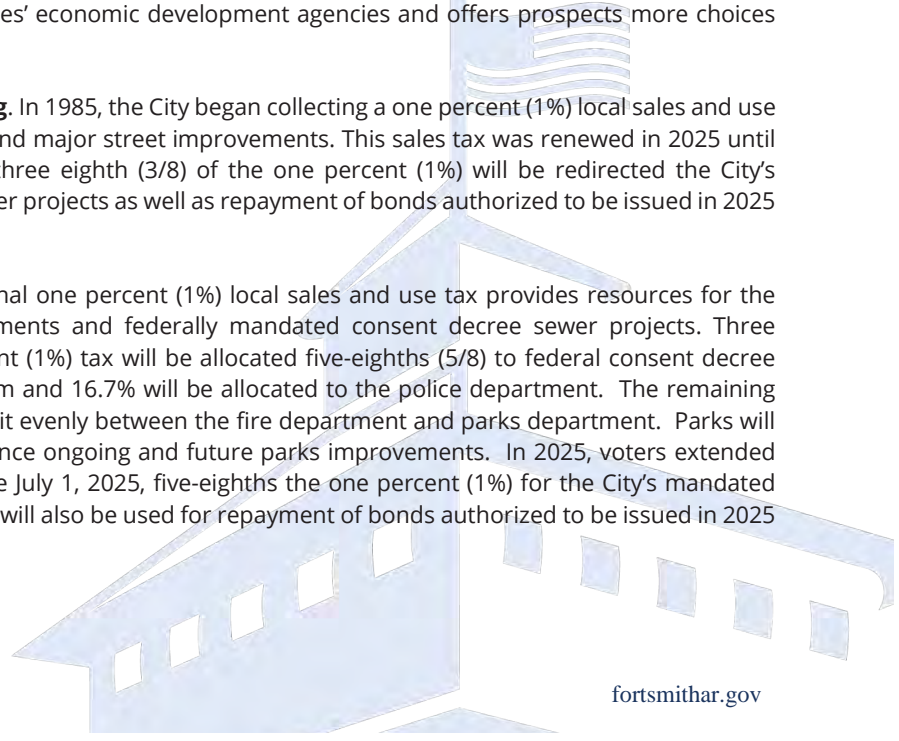 es’ economic development agencies and offers prospects more choices
g. In 1985, the City began collecting a one percent (1%) local sales and use
nd major street improvements. This sales tax was renewed in 2025 until
three eighth (3/8) of the one percent (1%) will be redirected the City’s
er projects as well as repayment of bonds authorized to be issued in 2025
nal one percent (1%) local sales and use tax provides resources for the
ments and federally mandated consent decree sewer projects. Three
nt (1%) tax will be allocated five-eighths (5/8) to federal consent decree
m and 16.7% will be allocated to the police department. The remaining
it evenly between the fire department and parks department. Parks will
nce ongoing and future parks improvements. In 2025, voters extended
e July 1, 2025, five-eighths the one percent (1%) for the City’s mandated
will also be used for repayment of bonds authorized to be issued in 2025
fortsmithar.gov